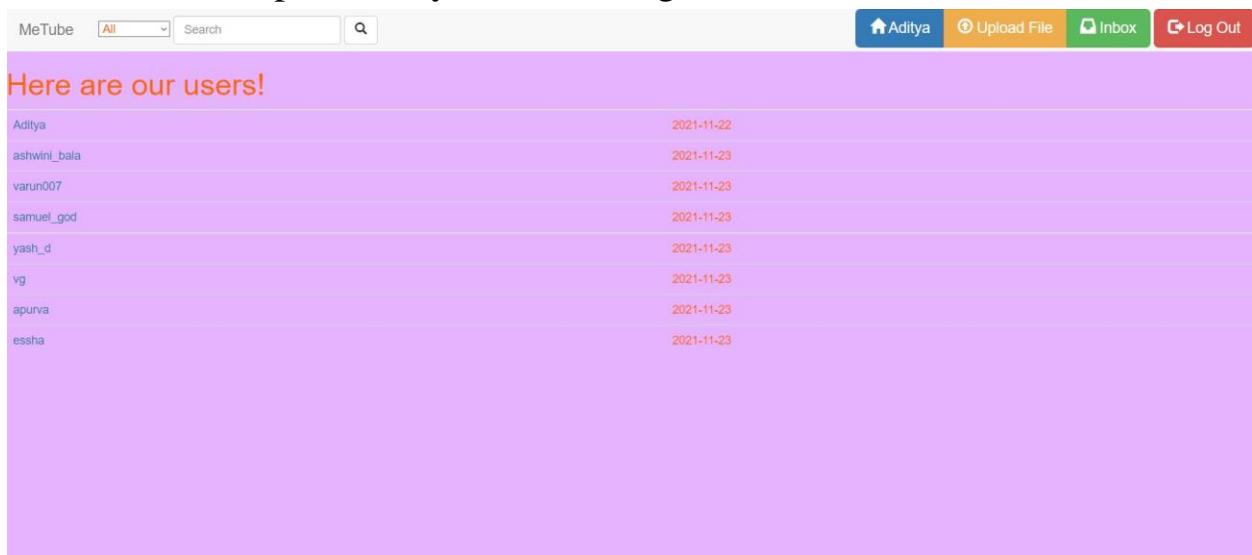 MeTube All Search Aditya Upload File Inbox Log Out
Here are our users!
Aditya 2021-11-22
ashwini_bala 2021-11-23
varun007 2021-11-23
samuel_god 2021-11-23
yash_d 2021-11-23
vg 2021-11-23
apurva 2021-11-23
essha 2021-11-23